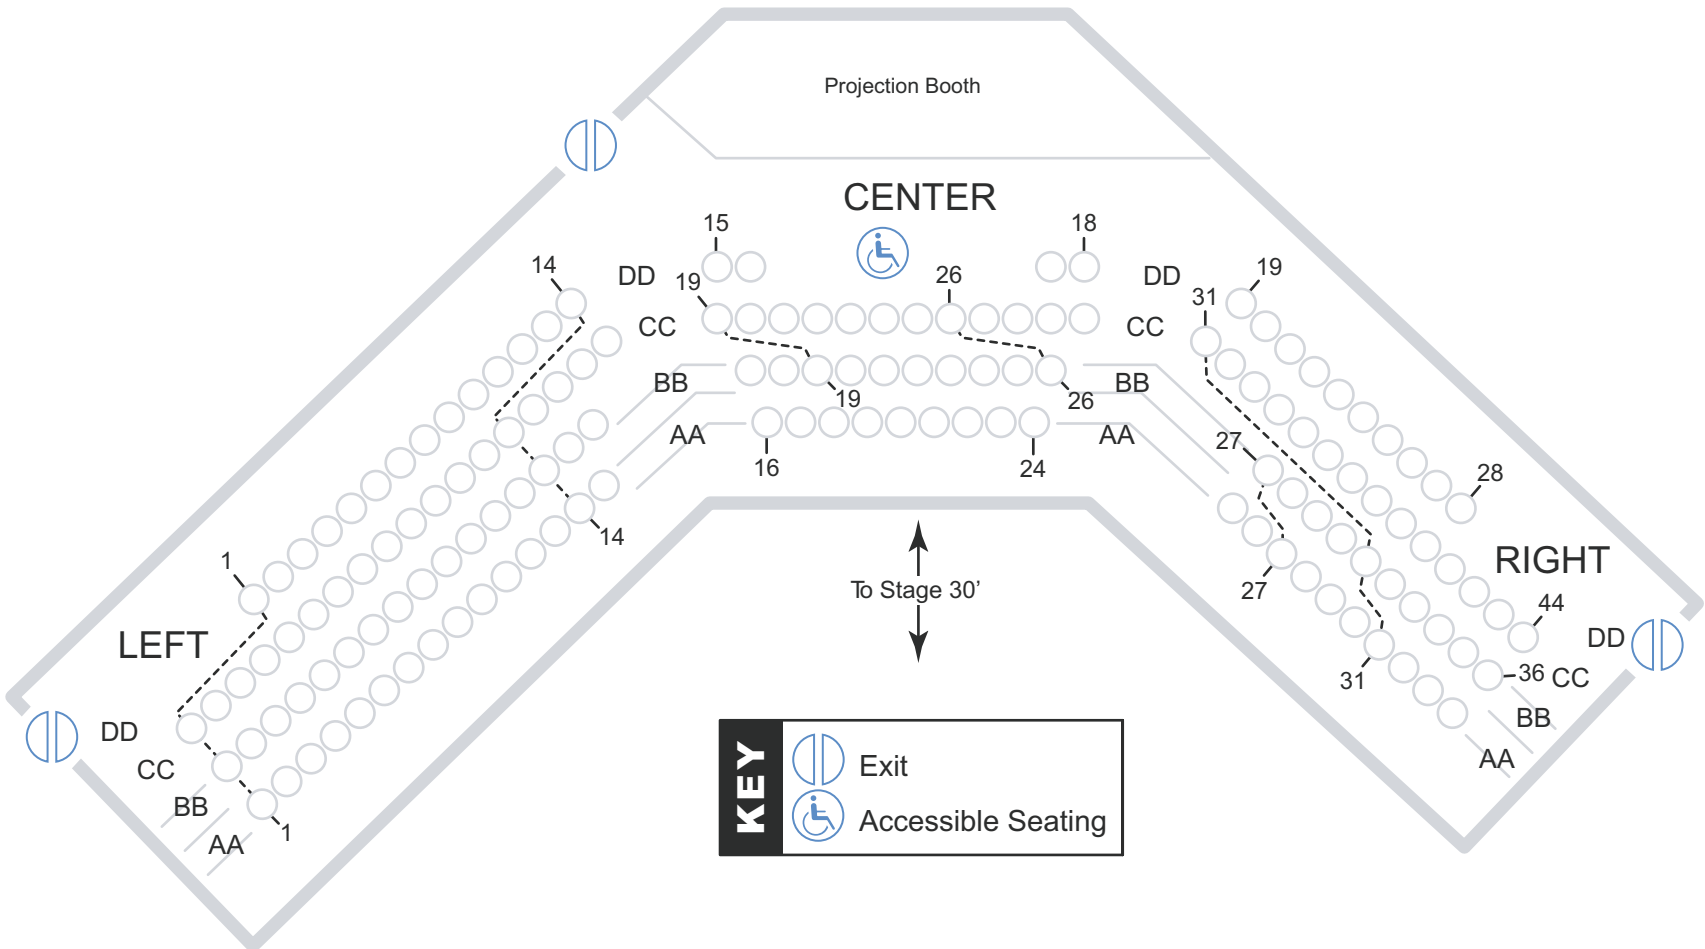 Projection Booth
CENTER
15
18
14
DD
19
26
DD
19
31
CC
CC
BB
19
26
BB
AA
16
24
AA
27
28
14
1
To Stage 30’
27
RIGHT
44
LEFT
DD
31
36
CC
DD
CC
BB
BB
AA
1
AA
KEY
Exit
Accessible Seating